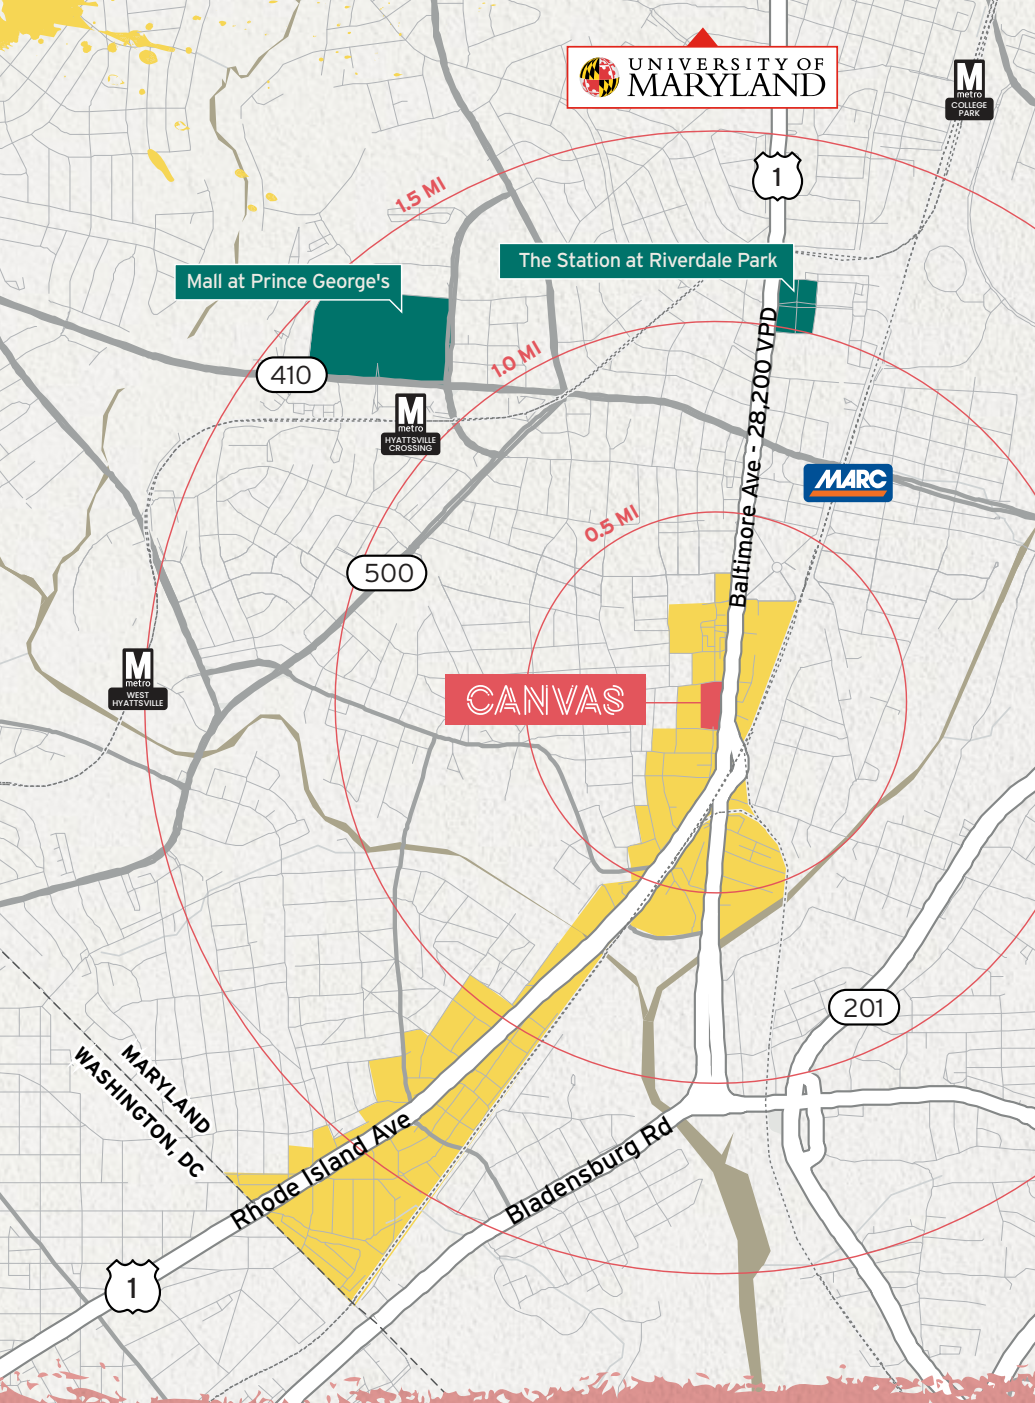 UNIVERSITY OF
MARYLAND
M
metro
COLLEGE
PARK
1
1.5 MI
The Station at Riverdale Park
Mall at Prince George's
1.0 MI
410
M
metro
HYATTSVILLE
CROSSING
Baltimore Ave - 28,200 VPD
MARC
0.5 MI
500
M
metro
WEST
HYATTSVILLE
CANVAS
201
MARYLAND
WASHINGTON, DC
Rhode Island Ave
Bladensburg Rd
1